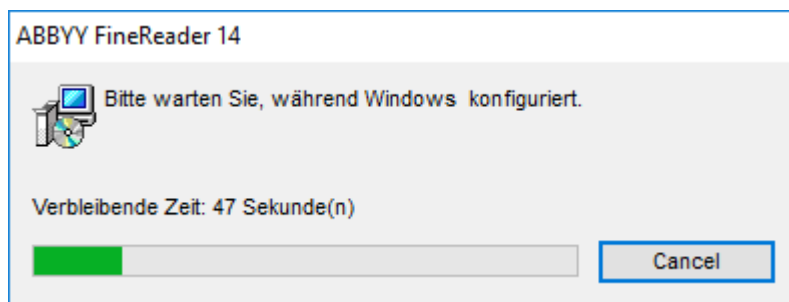 ABBYY FineReader 14
Bitte warten Sie, während Windows  konfiguriert.
Verbleibende Zeit: 47 Sekunde(n)
Cancel